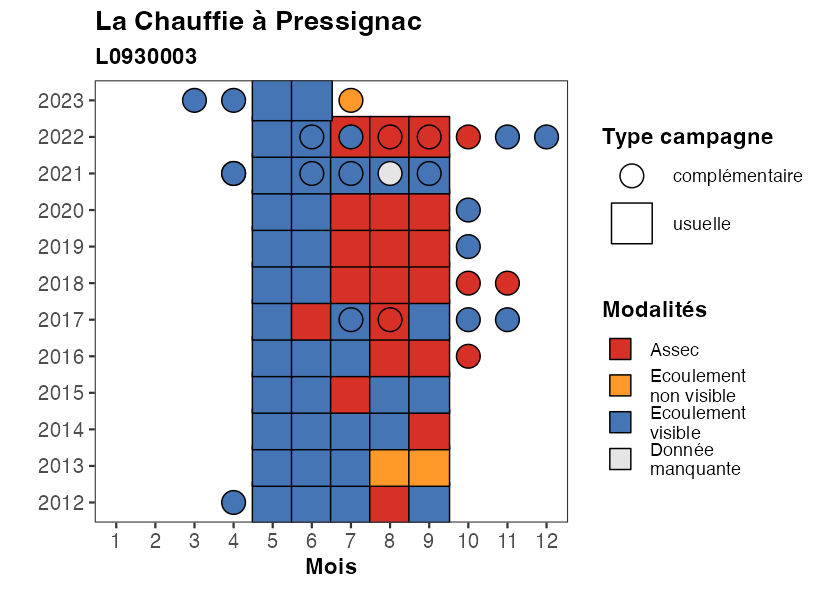 La Chauffie à Pressignac
L0930003
2023
2022
2021
2020
2019
2018
2017
2016
2015
2014
2013
2012
1 2 3 4 5 6 7 8 9 10 11 12
Mois
Type campagne
complémentaire
usuelle
Modalités
Assec
Ecoulement
non visible
Ecoulement
visible
Donnée
manquante